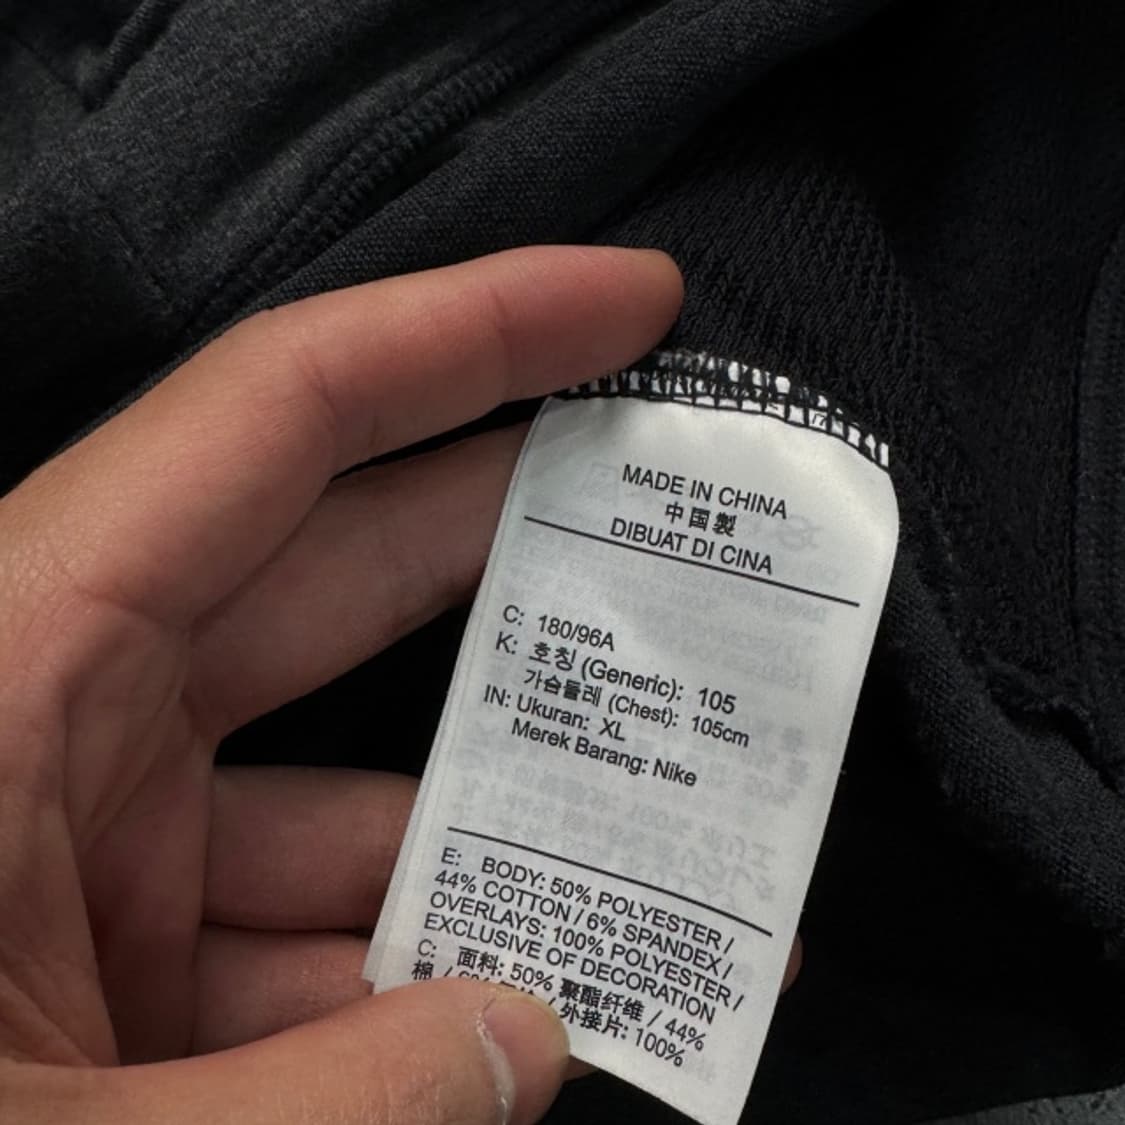 MADE IN CHINA
中国製
DIBUAT DI CINA
C: 180/96A
K: 호칭 (Generic): 105
가슴둘레 (Chest): 105cm
IN: Ukuran: XL
Merek Barang: Nike
E: BODY: 50% POLYESTER /
44% COTTON / 6% SPANDEX /
OVERLAYS: 100% POLYESTER /
EXCLUSIVE OF DECORATION
C: 面料: 50% 聚酯纤维 / 44%
棉 / 6% / 外接片: 100%